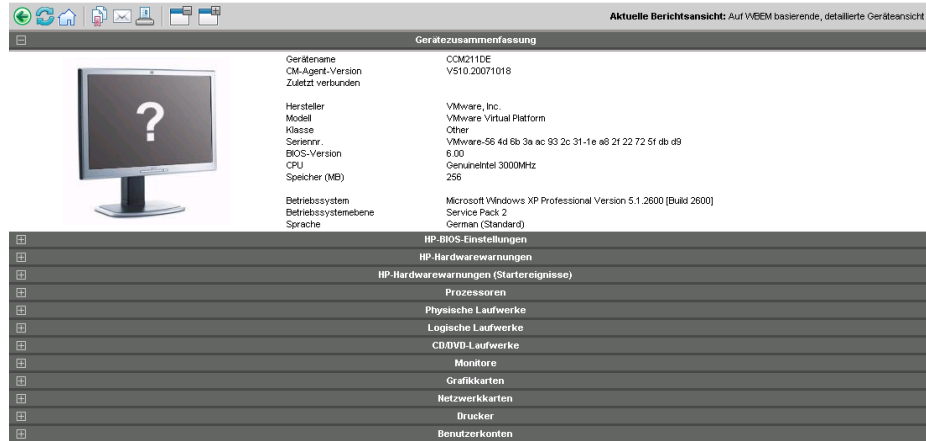 Aktuelle Berichtsansicht: Auf WBEM basierende, detaillierte Geräteansicht
Gerätezusammenfassung
?
Gerätename CCM211DE
CM-Agent-Version V510.20071018
Zuletzt verbunden
Hersteller VMware, Inc.
Modell VMware Virtual Platform
Klasse Other
Seriennr. VMware-56 4d 6b 3a ac 93 2c 31-1e a8 2f 22 72 5f db d9
BIOS-Version 6.00
CPU GenuineIntel 3000MHz
Speicher (MB) 256
Betriebssystem Microsoft Windows XP Professional Version 5.1.2600 [Build 2600]
Betriebssystemebene Service Pack 2
Sprache German (Standard)
HP-BIOS-Einstellungen
HP-Hardwarewarnungen
HP-Hardwarewarnungen (Startereignisse)
Prozessoren
Physische Laufwerke
Logische Laufwerke
CD/DVD-Laufwerke
Monitore
Grafikkarten
Netzwerkkarten
Drucker
Benutzerkonten